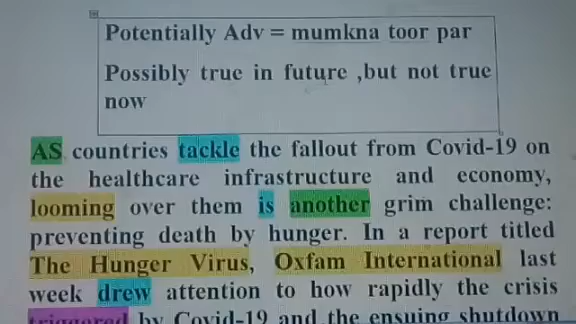 Potentially Adv = mumkna toor par
Possibly true in future ,but not true
now
AS countries tackle the fallout from Covid-19 on
the healthcare infrastructure and economy,
looming over them is another grim challenge:
preventing death by hunger. In a report titled
The Hunger Virus, Oxfam International last
week drew attention to how rapidly the crisis
triggered by Covid-19 and the ensuing shutdown